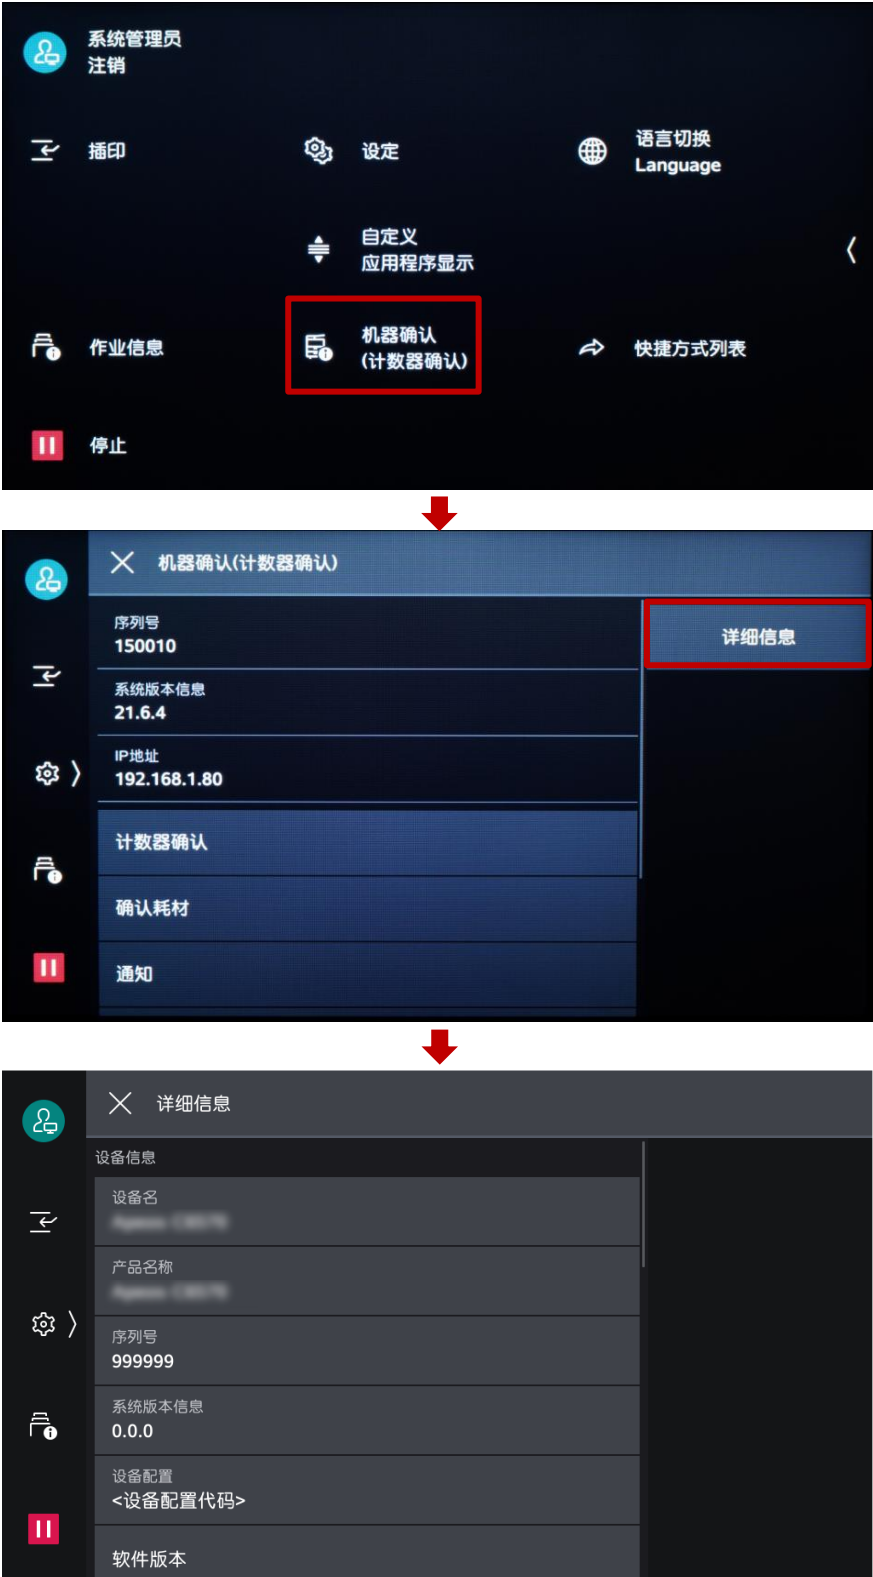 系统管理员
注销
插印
设定
语言切换
Language
自定义
应用程序显示
作业信息
机器确认
(计数器确认)
快捷方式列表
停止
机器确认(计数器确认)
序列号
150010
详细信息
系统版本信息
21.6.4
IP地址
192.168.1.80
计数器确认
确认耗材
通知
详细信息
设备信息
设备名
产品名称
序列号
999999
系统版本信息
0.0.0
设备配置
<设备配置代码>
软件版本